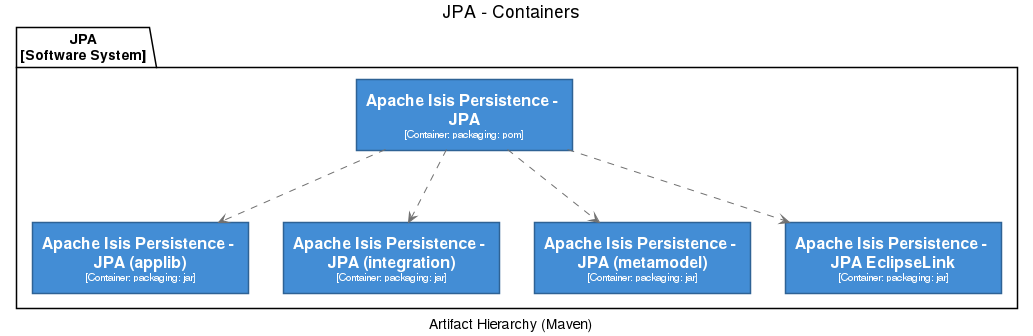 JPA - Containers
JPA
[Software System]
Apache Isis Persistence -
JPA
[Container: packaging: pom]
Apache Isis Persistence -
JPA (applib)
[Container: packaging: jar]
Apache Isis Persistence -
JPA (integration)
[Container: packaging: jar]
Apache Isis Persistence -
JPA (metamodel)
[Container: packaging: jar]
Apache Isis Persistence -
JPA EclipseLink
[Container: packaging: jar]
Artifact Hierarchy (Maven)